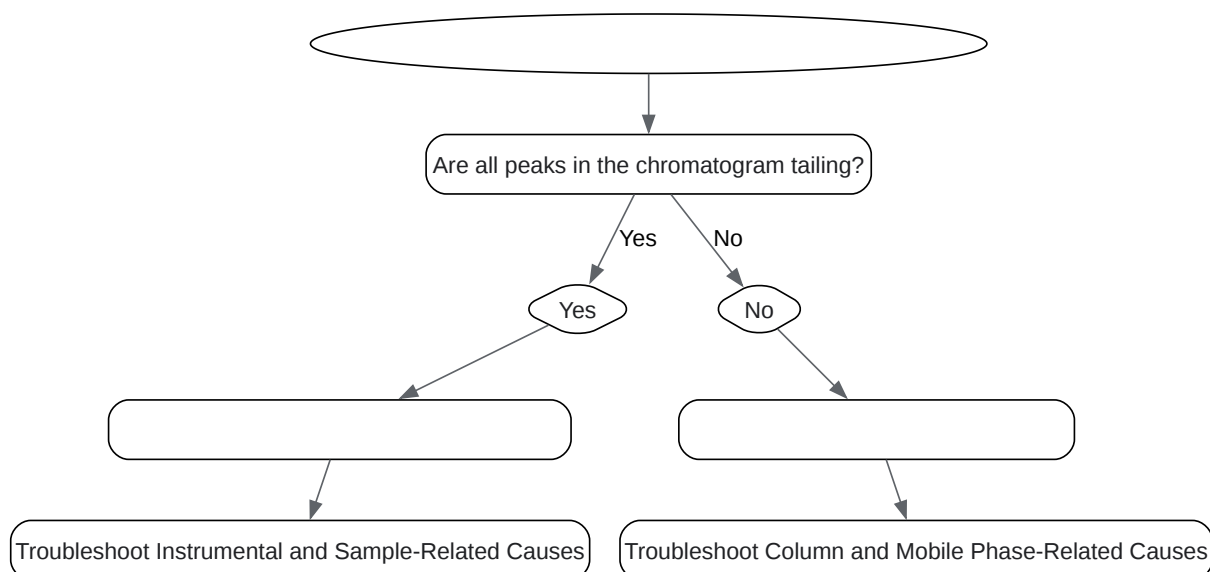 Are all peaks in the chromatogram tailing?
Yes
No
Yes
No
Troubleshoot Instrumental and Sample-Related Causes
Troubleshoot Column and Mobile Phase-Related Causes